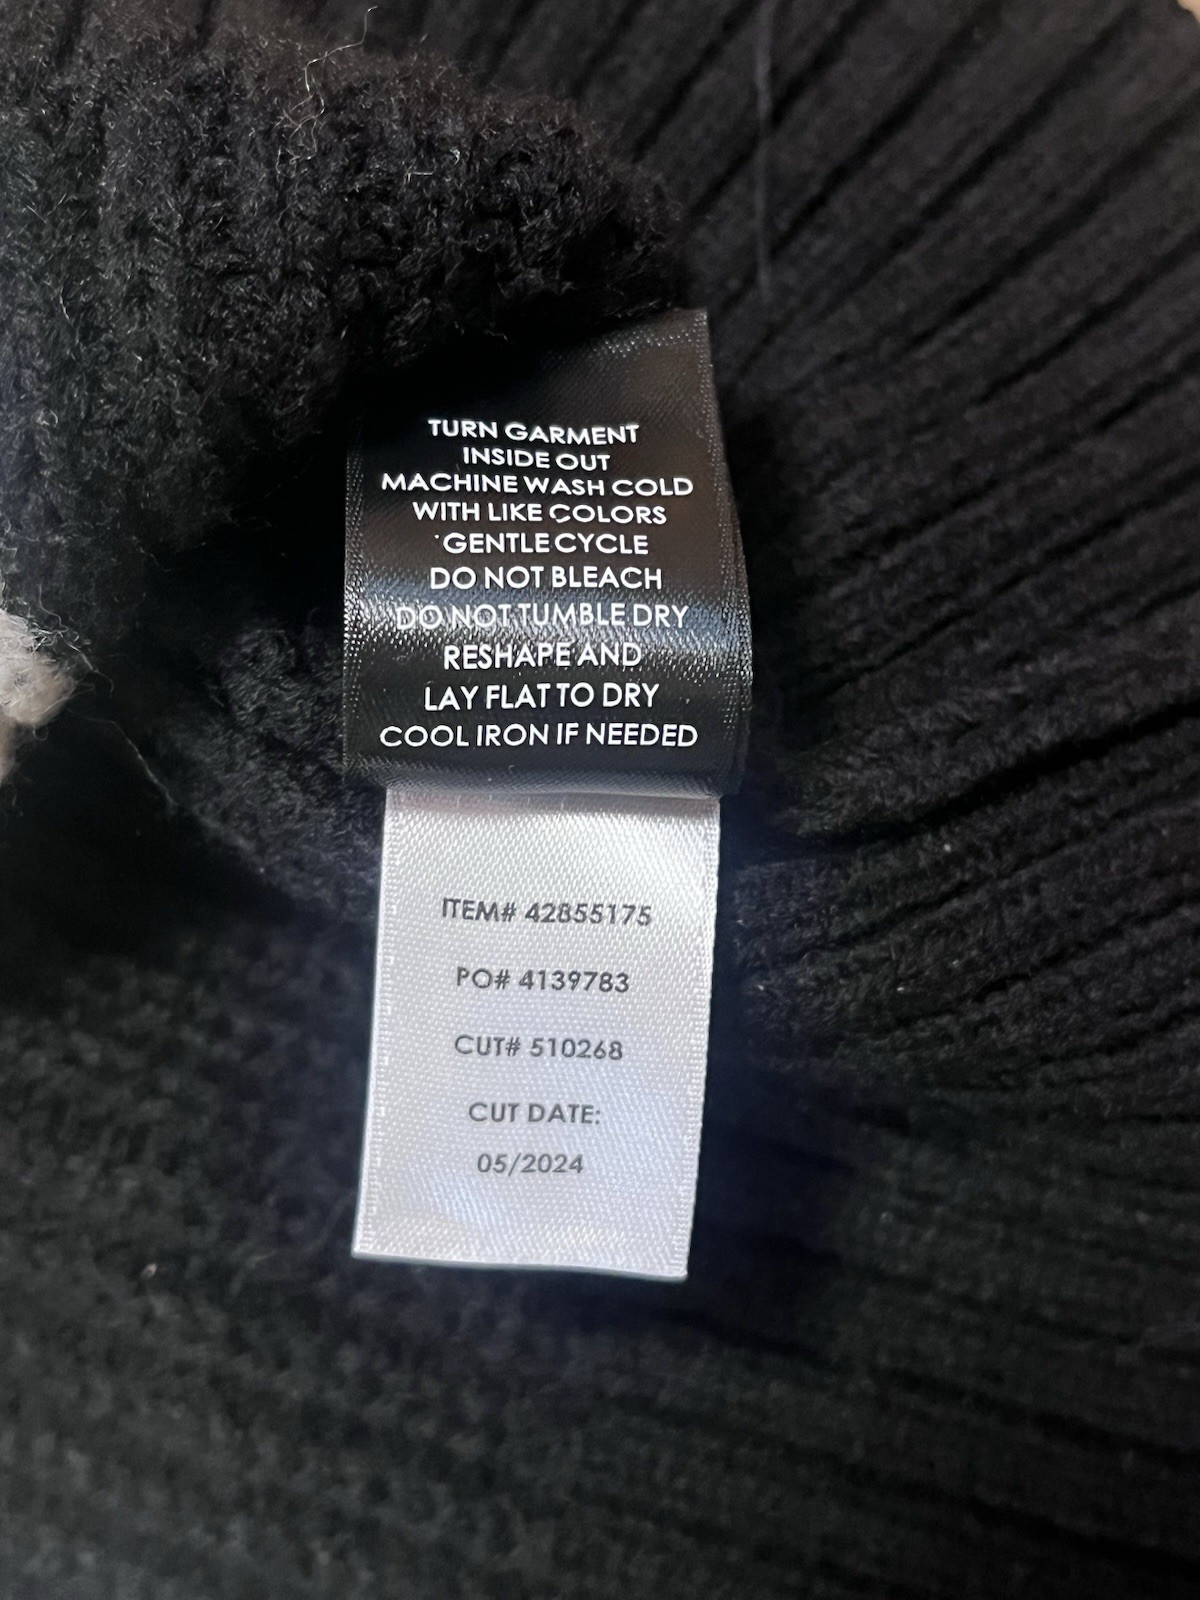 TURN GARMENT
INSIDE OUT
MACHINE WASH COLD
WITH LIKE COLORS
GENTLE CYCLE
DO NOT BLEACH
DO NOT TUMBLE DRY
RESHAPE AND
LAY FLAT TO DRY
COOL IRON IF NEEDED
ITEM# 42855175
PO# 4139783
CUT# 510268
CUT DATE:
05/2024